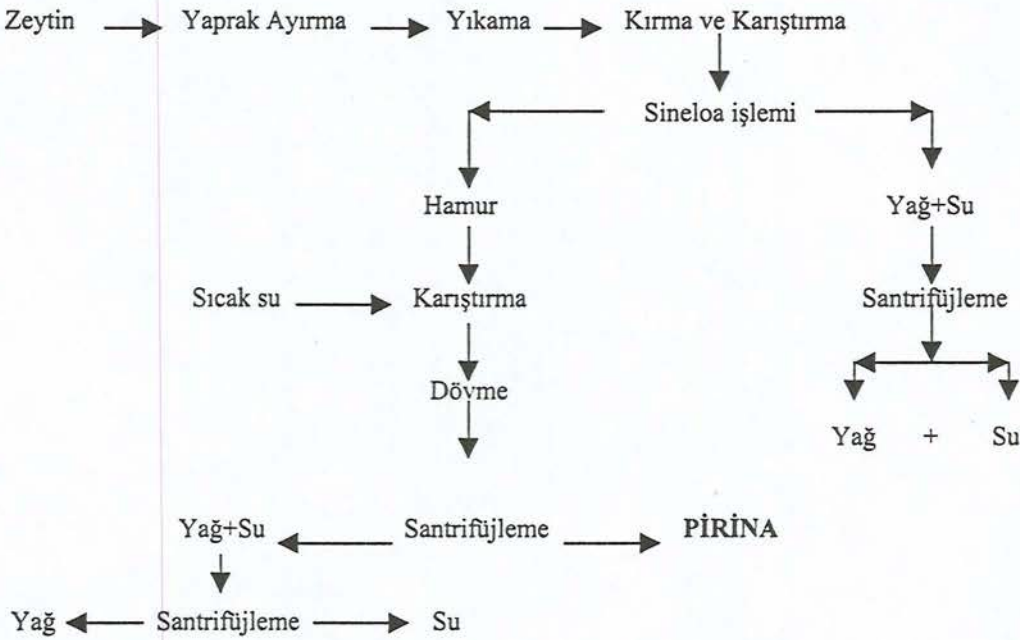 Zeytin Yaprak Ayırma Yıkama Kırma ve Karıştırma
Sineloa işlemi
Hamur Yağ+Su
Sıcak su Karıştırma Santrifüjleme
Dövme
Yağ + Su
Yağ+Su Santrifüjleme PİRİNA
Yağ Santrifüjleme Su